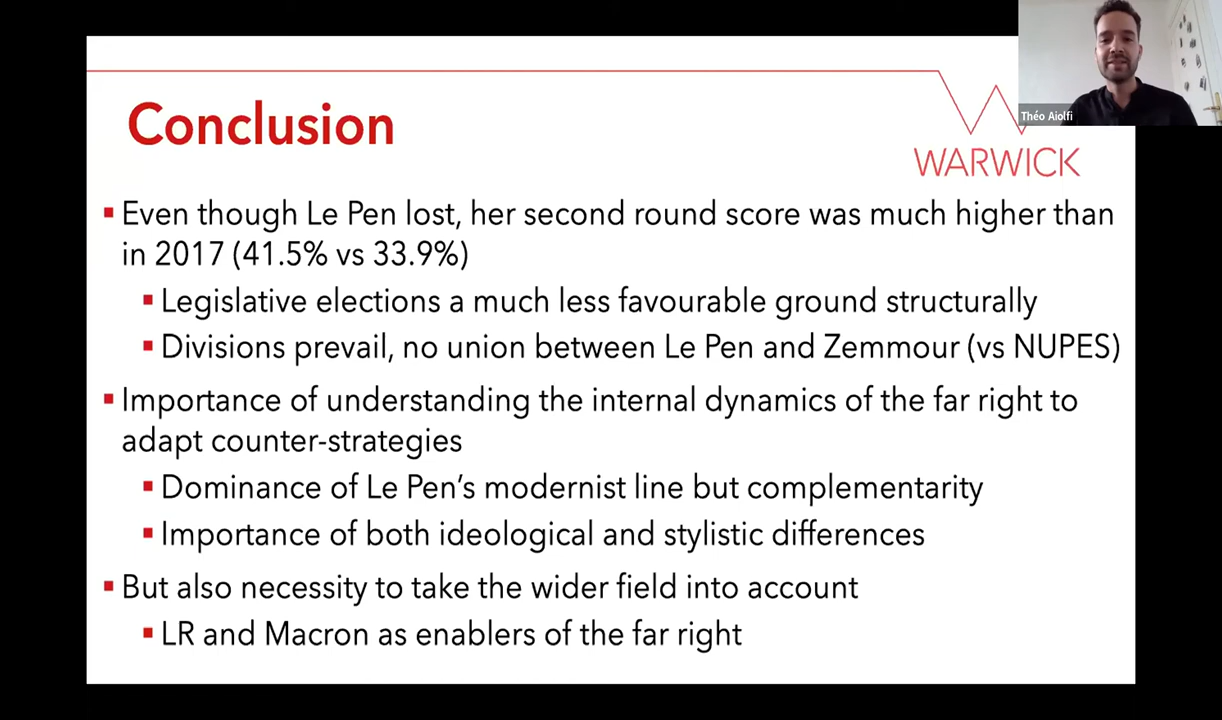 Théo Aiolfi
WARWICK
Conclusion
Even though Le Pen lost, her second round score was much higher than
in 2017 (41.5% vs 33.9%)
Legislative elections a much less favourable ground structurally
Divisions prevail, no union between Le Pen and Zemmour (vs NUPES)
Importance of understanding the internal dynamics of the far right to
adapt counter-strategies
Dominance of Le Pen’s modernist line but complementarity
Importance of both ideological and stylistic differences
But also necessity to take the wider field into account
LR and Macron as enablers of the far right